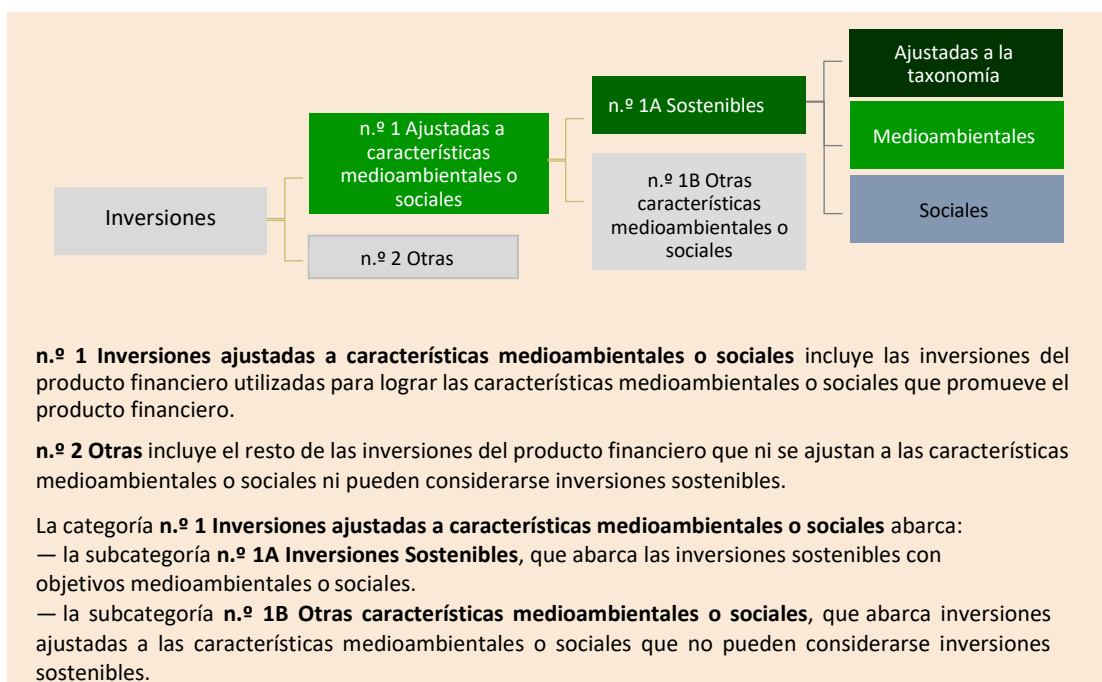 Inversiones
n.º 1 Ajustadas a
características
medioambientales o
sociales
n.º 2 Otras
n.º 1A Sostenibles
n.º 1B Otras
características
medioambientales o
sociales
Ajustadas a la
taxonomía
Medioambientales
Sociales
n.º 1 Inversiones ajustadas a características medioambientales o sociales incluye las inversiones del
producto financiero utilizadas para lograr las características medioambientales o sociales que promueve el
producto financiero.
n.º 2 Otras incluye el resto de las inversiones del producto financiero que ni se ajustan a las características
medioambientales o sociales ni pueden considerarse inversiones sostenibles.
La categoría n.º 1 Inversiones ajustadas a características medioambientales o sociales abarca:
— la subcategoría n.º 1A Inversiones Sostenibles, que abarca las inversiones sostenibles con
objetivos medioambientales o sociales.
— la subcategoría n.º 1B Otras características medioambientales o sociales, que abarca inversiones
ajustadas a las características medioambientales o sociales que no pueden considerarse inversiones
sostenibles.